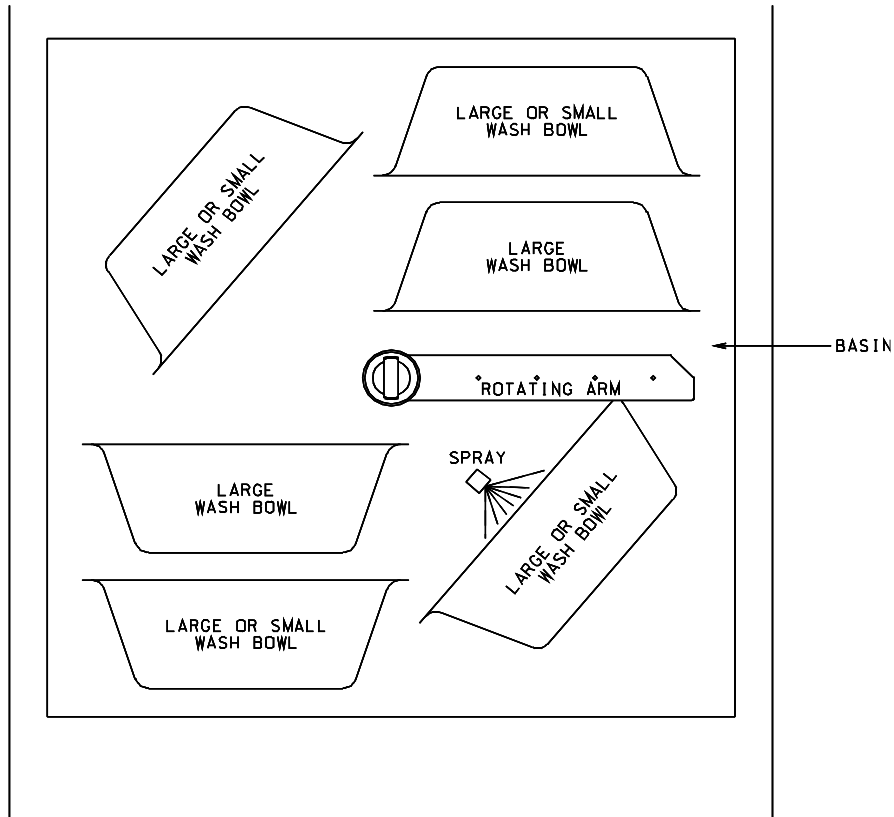 LARGE OR SMALL
WASH BOWL
LARGE OR SMALL
WASH BOWL
LARGE
WASH BOWL
BASIN
ROTATING ARM
SPRAY
LARGE
WASH BOWL
LARGE OR SMALL
WASH BOWL
LARGE OR SMALL
WASH BOWL